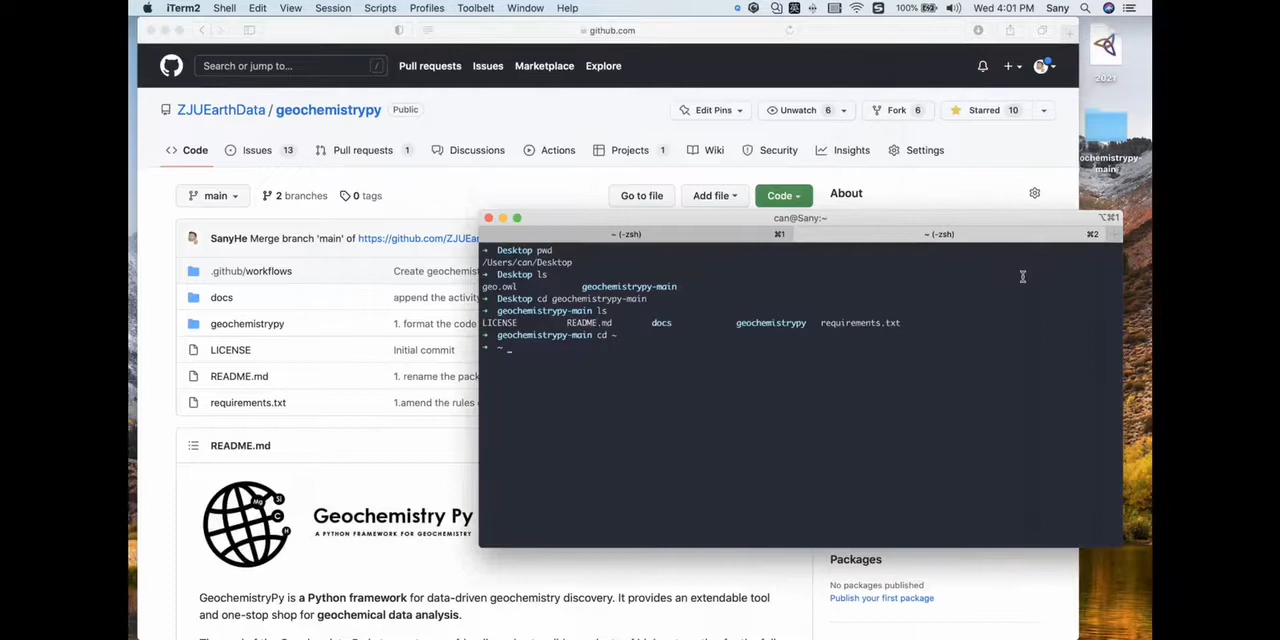 iTerm2 Shell Edit View Session Scripts Profiles Toolbelt Window Help 100% Wed 4:01 PM Sany
github.com
Search or jump to... / Pull requests Issues Marketplace Explore
2021
ZJUEarthData / geochemistrypy Public Edit Pins Unwatch 6 Fork 6 Starred 10
Code Issues 13 Pull requests 1 Discussions Actions Projects 1 Wiki Security Insights Settings
ochemistrypy-
main
main 2 branches 0 tags Go to file Add file Code About
SanyHe Merge branch 'main' of https://github.com/ZJUEar
.github/workflows Create geochemis
docs append the activity
geochemistrypy 1. format the code
LICENSE Initial commit
README.md 1. rename the pack
requirements.txt 1.amend the rules
can@Sany:~ ⌥⌘1
~ (-zsh) ⌘1 ~ (-zsh) ⌘2
➜ Desktop pwd
/Users/can/Desktop
➜ Desktop ls
geo.owl geochemistrypy-main
➜ Desktop cd geochemistrypy-main
➜ geochemistrypy-main ls
LICENSE README.md docs geochemistrypy requirements.txt
➜ geochemistrypy-main cd ~
➜ ~
README.md
Mg Si C H
Geochemistry Py
A PYTHON FRAMEWORK FOR GEOCHEMISTRY
GeochemistryPy is a Python framework for data-driven geochemistry discovery. It provides an extendable tool
and one-stop shop for geochemical data analysis.
Packages
No packages published
Publish your first package